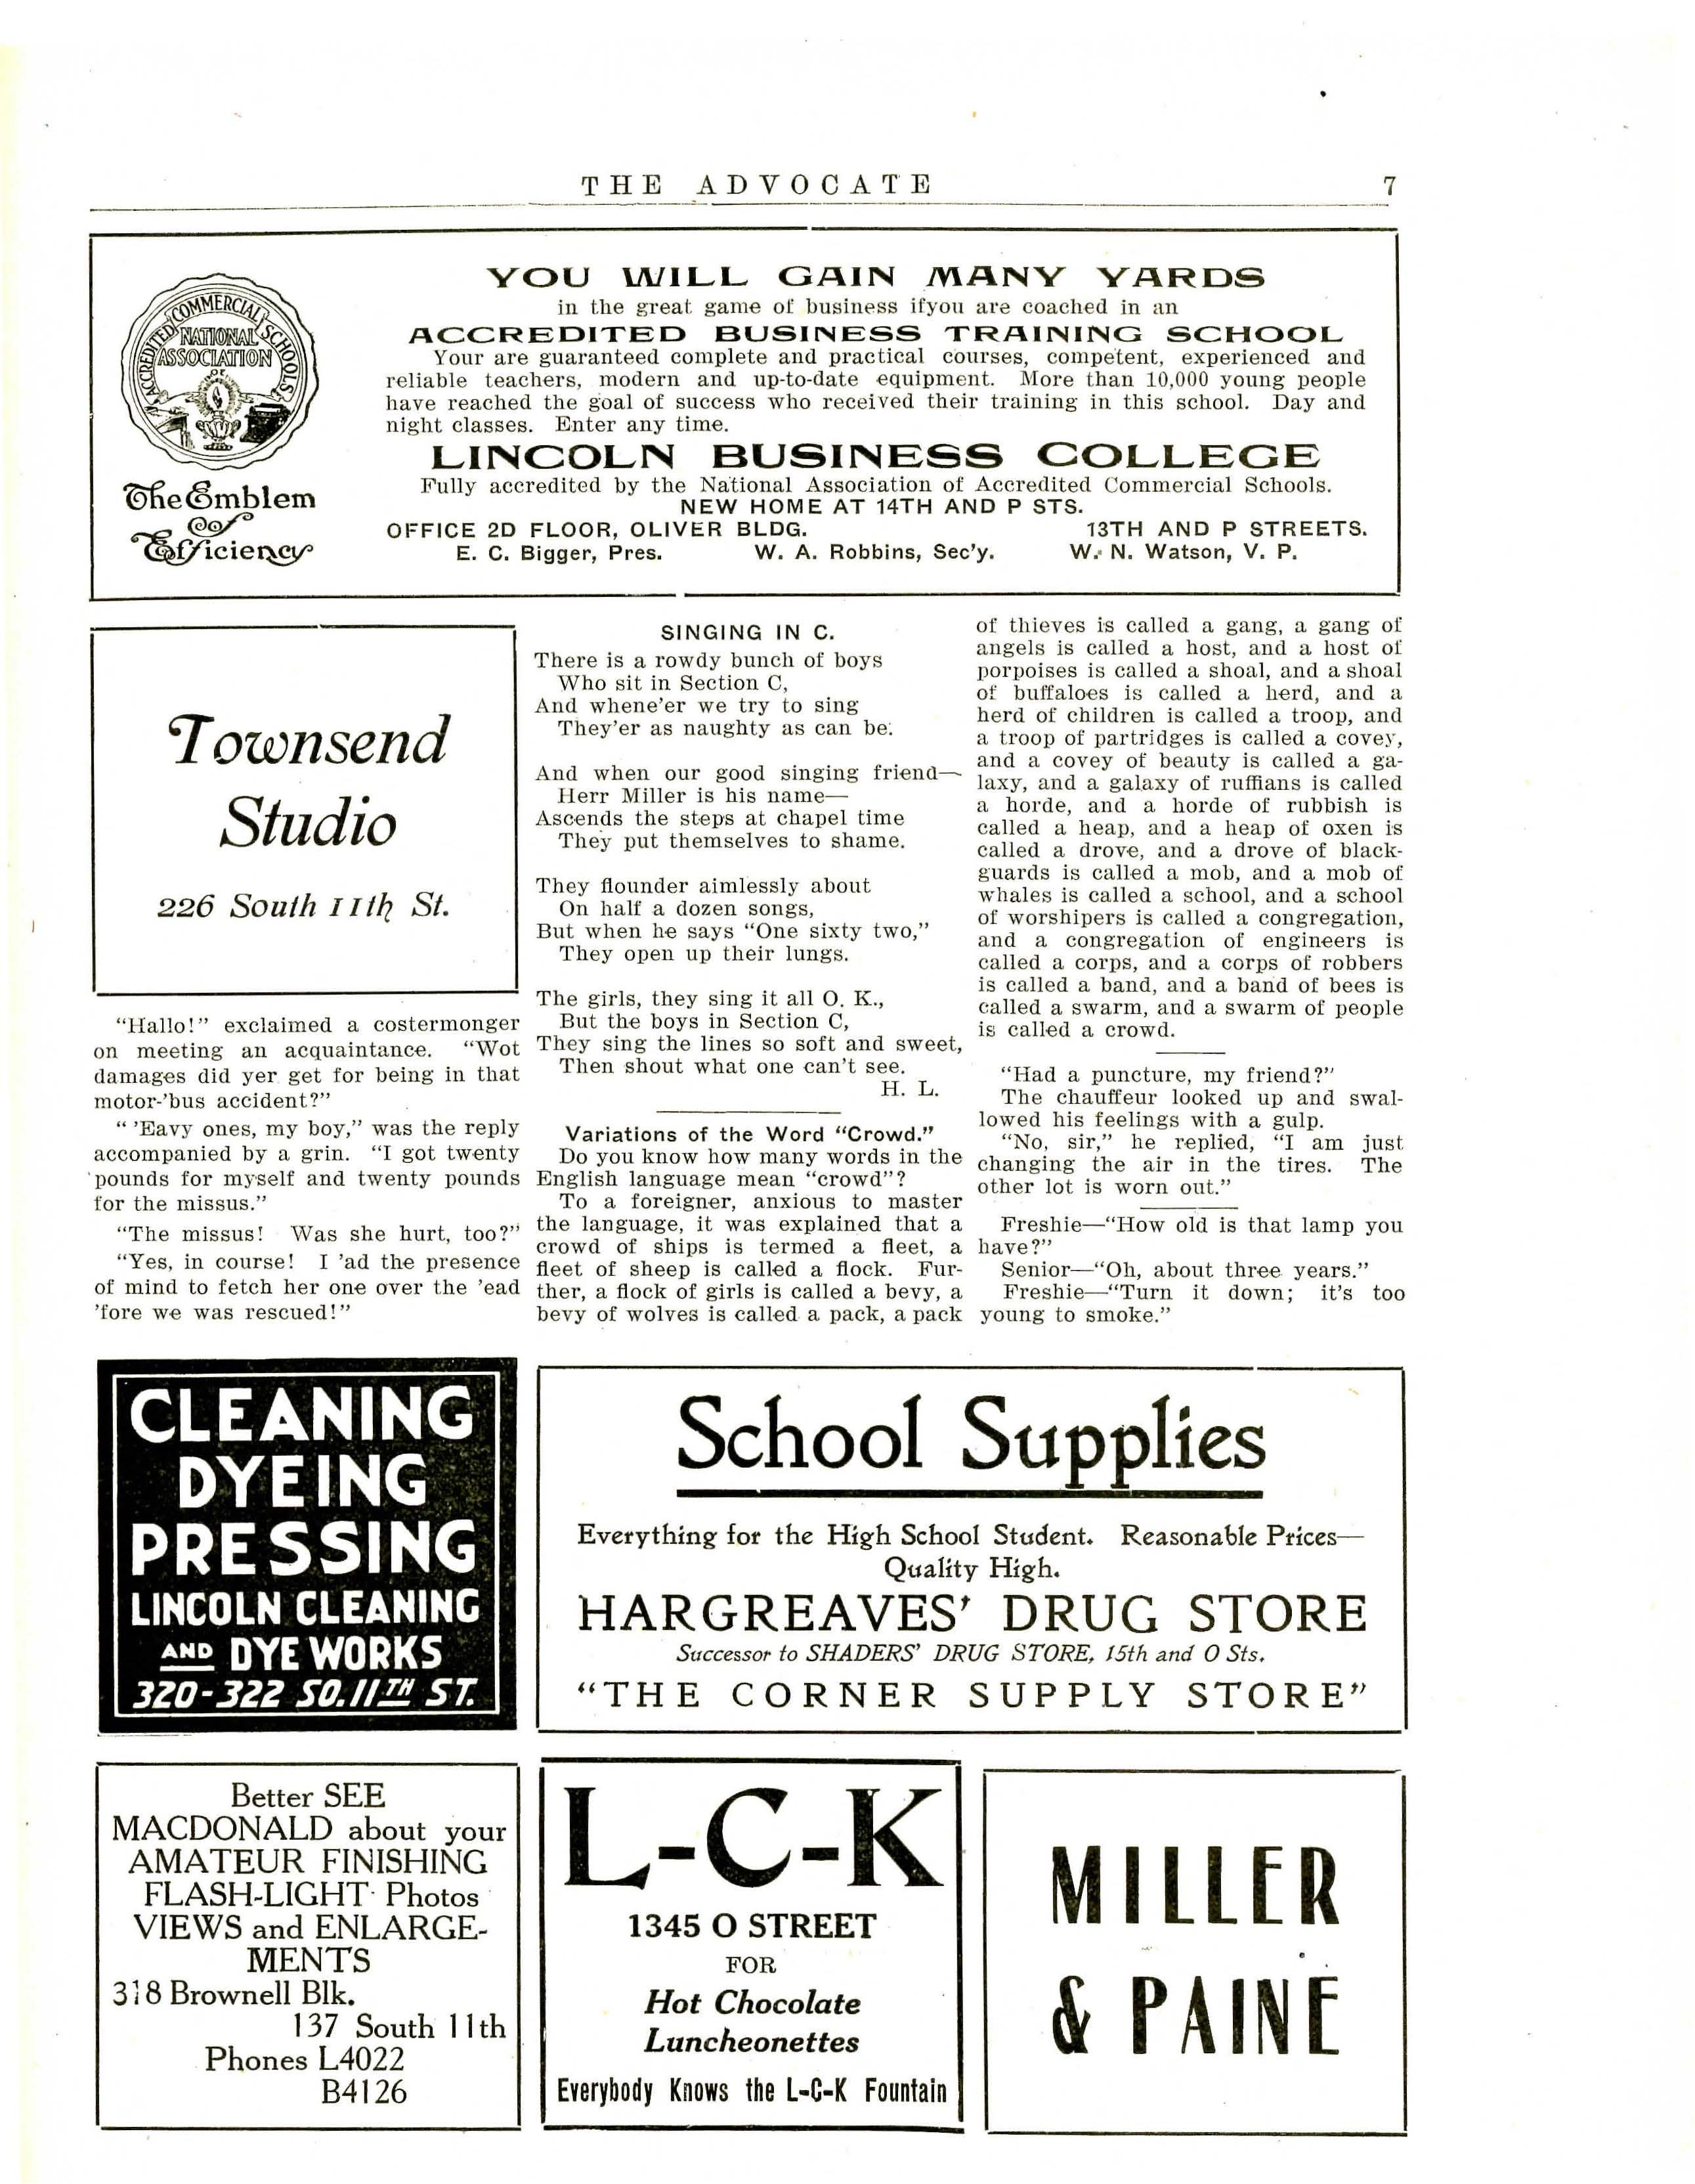 THE ADVOCATE 7
ACCREDITED COMMERCIAL SCHOOLS
NATIONAL
ASSOCIATION
OF
The Emblem
of
Efficiency
YOU WILL GAIN MANY YARDS
in the great game of business ifyou are coached in an
ACCREDITED BUSINESS TRAINING SCHOOL
Your are guaranteed complete and practical courses, competent, experienced and
reliable teachers, modern and up-to-date equipment. More than 10,000 young people
have reached the goal of success who received their training in this school. Day and
night classes. Enter any time.
LINCOLN BUSINESS COLLEGE
Fully accredited by the National Association of Accredited Commercial Schools.
NEW HOME AT 14TH AND P STS.
OFFICE 2D FLOOR, OLIVER BLDG. 13TH AND P STREETS.
E. C. Bigger, Pres. W. A. Robbins, Sec'y. W. N. Watson, V. P.
Townsend
Studio
226 South 11th St.
"Hallo!" exclaimed a costermonger
on meeting an acquaintance. "Wot
damages did yer get for being in that
motor-'bus accident?"
" 'Eavy ones, my boy," was the reply
accompanied by a grin. "I got twenty
pounds for myself and twenty pounds
for the missus."
"The missus! Was she hurt, too?"
"Yes, in course! I 'ad the presence
of mind to fetch her one over the 'ead
'fore we was rescued!"
SINGING IN C.
There is a rowdy bunch of boys
Who sit in Section C,
And whene'er we try to sing
They'er as naughty as can be.
And when our good singing friend—
Herr Miller is his name—
Ascends the steps at chapel time
They put themselves to shame.
They flounder aimlessly about
On half a dozen songs,
But when he says "One sixty two,"
They open up their lungs.
The girls, they sing it all O. K.,
But the boys in Section C,
They sing the lines so soft and sweet,
Then shout what one can't see.
H. L.
Variations of the Word "Crowd."
Do you know how many words in the
English language mean "crowd"?
To a foreigner, anxious to master
the language, it was explained that a
crowd of ships is termed a fleet, a
fleet of sheep is called a flock. Fur-
ther, a flock of girls is called a bevy, a
bevy of wolves is called a pack, a pack
of thieves is called a gang, a gang of
angels is called a host, and a host of
porpoises is called a shoal, and a shoal
of buffaloes is called a herd, and a
herd of children is called a troop, and
a troop of partridges is called a covey,
and a covey of beauty is called a ga-
laxy, and a galaxy of ruffians is called
a horde, and a horde of rubbish is
called a heap, and a heap of oxen is
called a drove, and a drove of black-
guards is called a mob, and a mob of
whales is called a school, and a school
of worshipers is called a congregation,
and a congregation of engineers is
called a corps, and a corps of robbers
is called a band, and a band of bees is
called a swarm, and a swarm of people
is called a crowd.
"Had a puncture, my friend?"
The chauffeur looked up and swal-
lowed his feelings with a gulp.
"No, sir," he replied, "I am just
changing the air in the tires. The
other lot is worn out."
Freshie—"How old is that lamp you
have?"
Senior—"Oh, about three years."
Freshie—"Turn it down; it's too
young to smoke."
CLEANING
DYEING
PRESSING
LINCOLN CLEANING
AND DYE WORKS
320-322 SO. 11TH ST.
School Supplies
Everything for the High School Student. Reasonable Prices—
Quality High.
HARGREAVES' DRUG STORE
Successor to SHADERS' DRUG STORE, 15th and O Sts.
"THE CORNER SUPPLY STORE"
Better SEE
MACDONALD about your
AMATEUR FINISHING
FLASH-LIGHT Photos
VIEWS and ENLARGE-
MENTS
318 Brownell Blk.
137 South 11th
Phones L4022
B4126
L-C-K
1345 O STREET
FOR
Hot Chocolate
Luncheonettes
Everybody Knows the L-C-K Fountain
MILLER
& PAINE